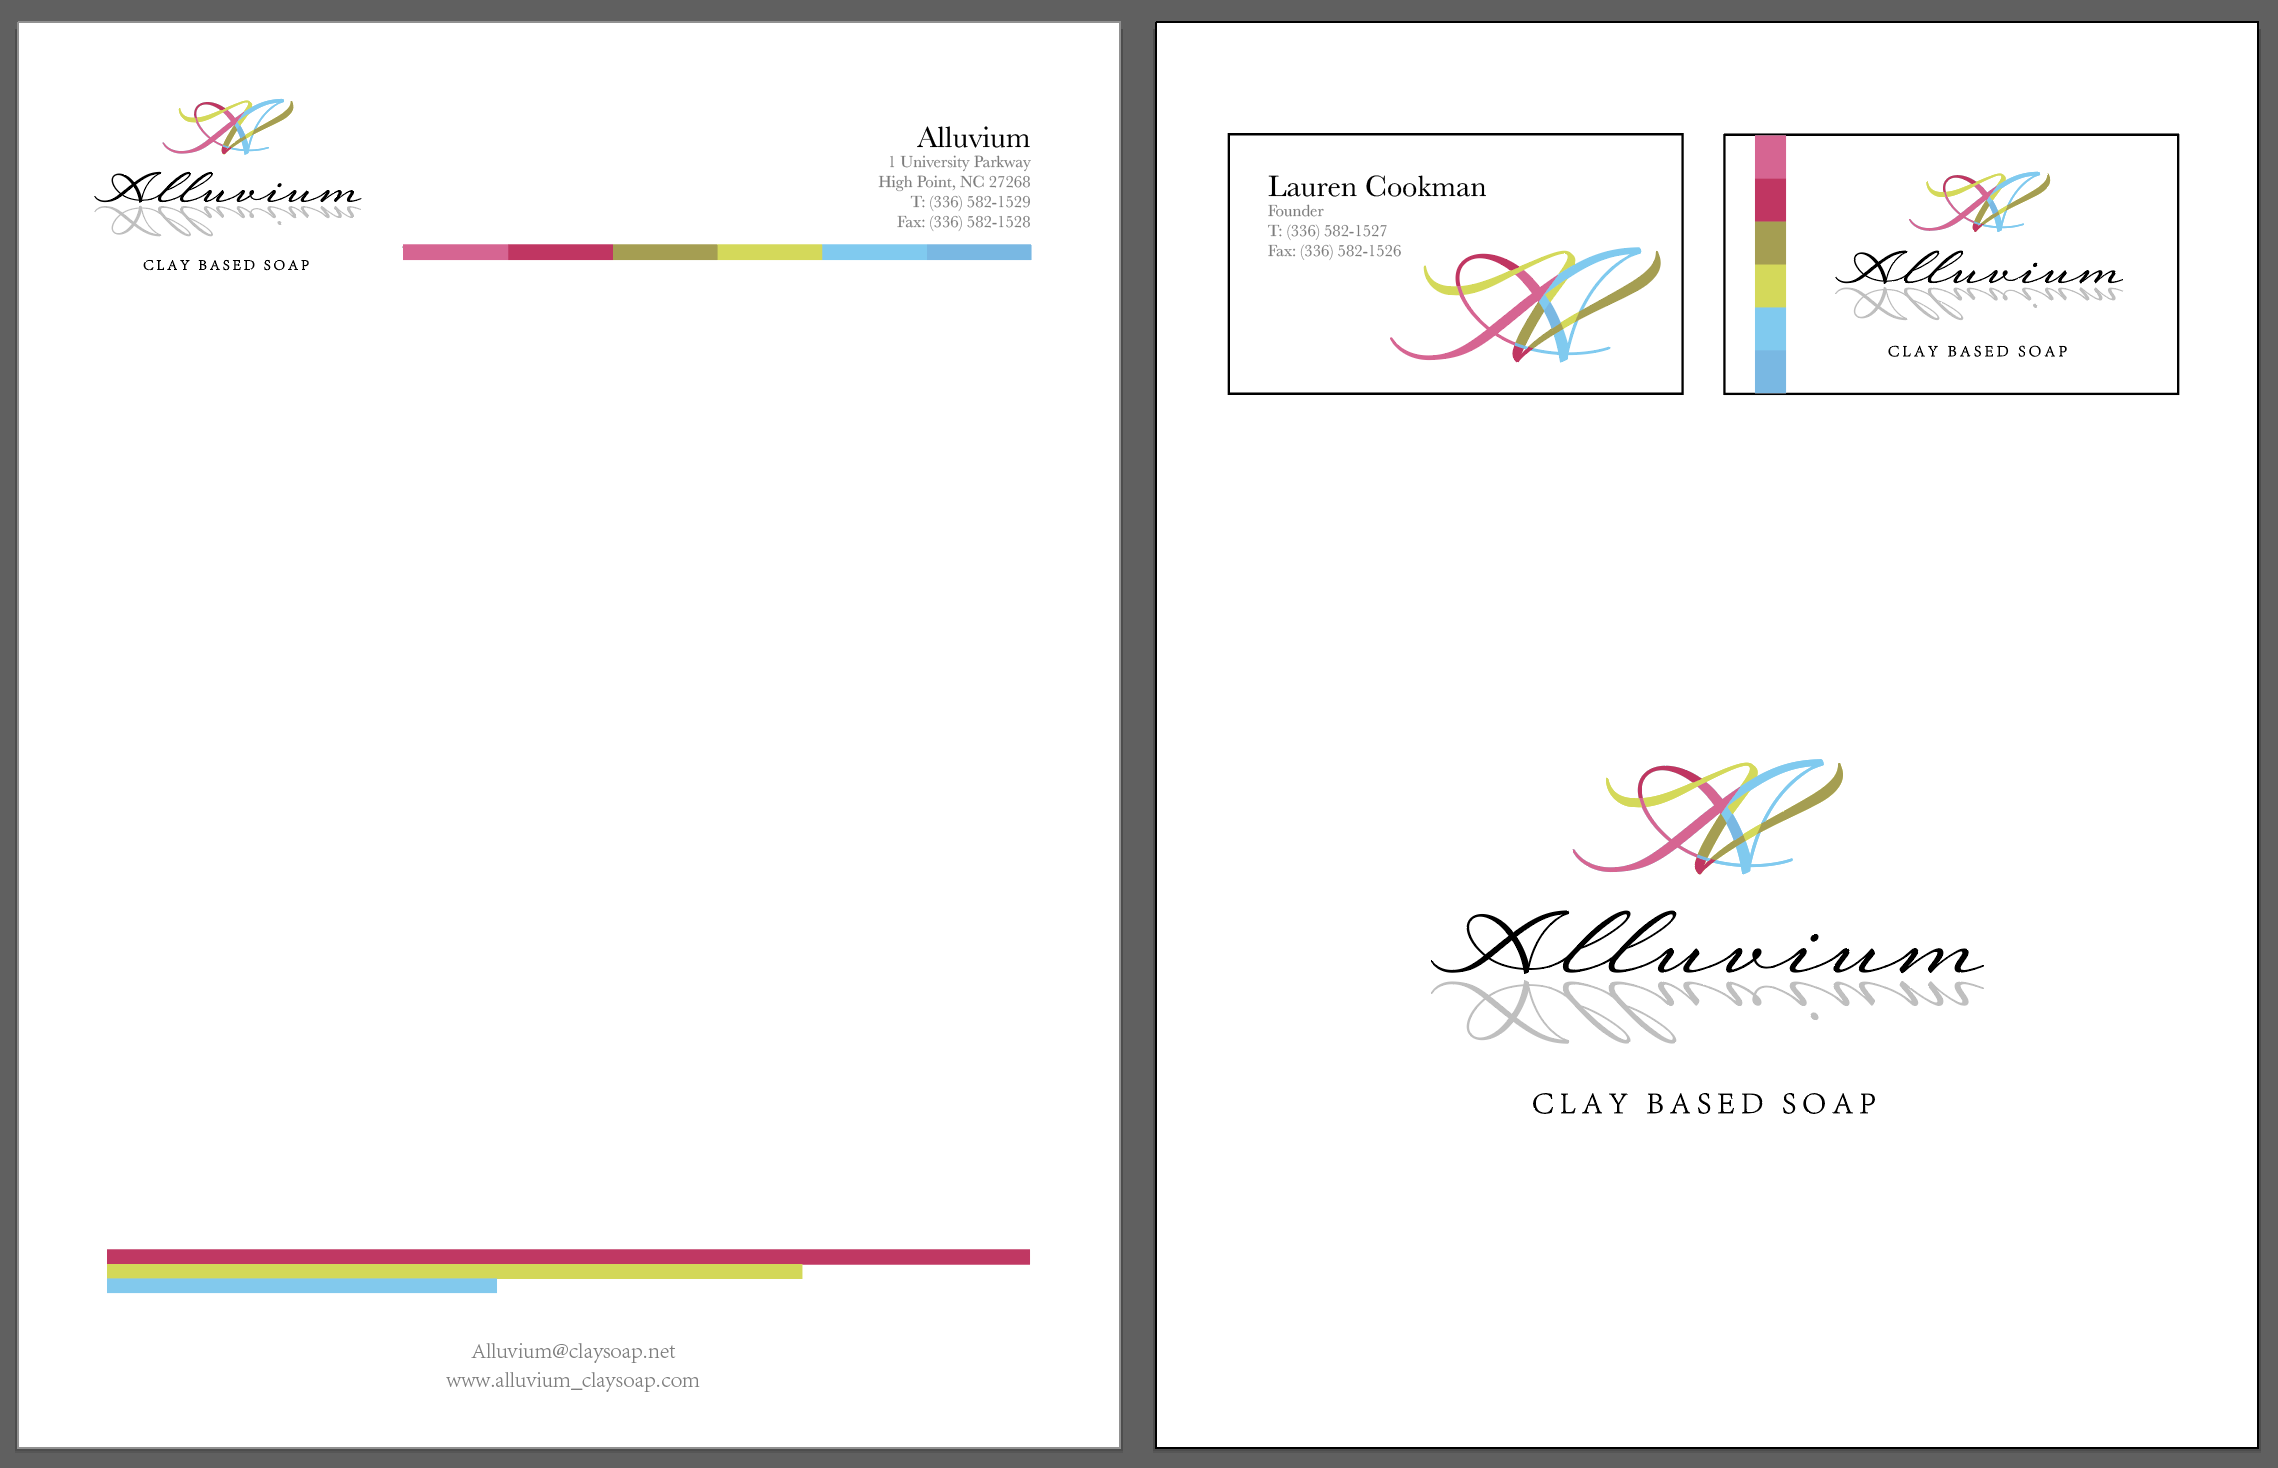 Alluvium
CLAY BASED SOAP
Alluvium
1 University Parkway
High Point, NC 27268
T: (336) 582-1529
Fax: (336) 582-1528
Alluvium@claysoap.net
www.alluvium_claysoap.com
Lauren Cookman
Founder
T: (336) 582-1527
Fax: (336) 582-1526
Alluvium
CLAY BASED SOAP
Alluvium
CLAY BASED SOAP